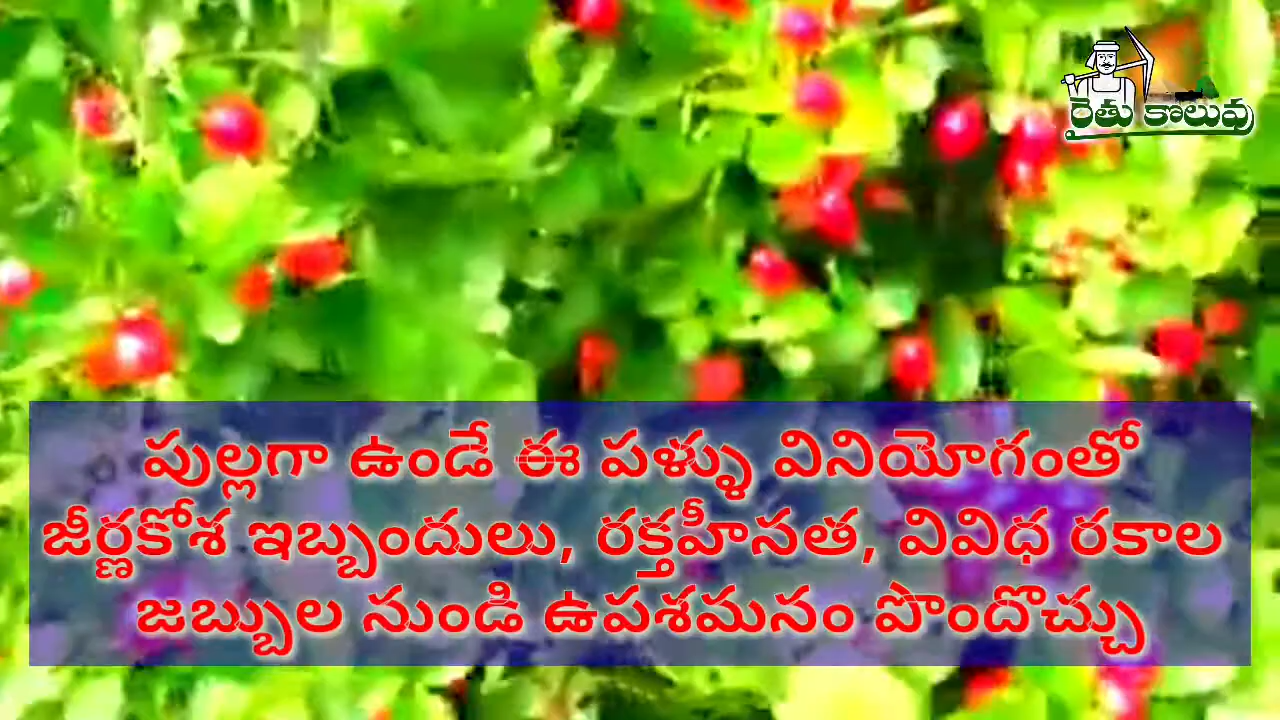 రైతు కొలువు
పుల్లగా ఉండే ఈ పళ్ళు వినియోగంతో
జీర్ణకోశ ఇబ్బందులు, రక్తహీనత, వివిధ రకాల
జబ్బుల నుండి ఉపశమనం పొందొచ్చు